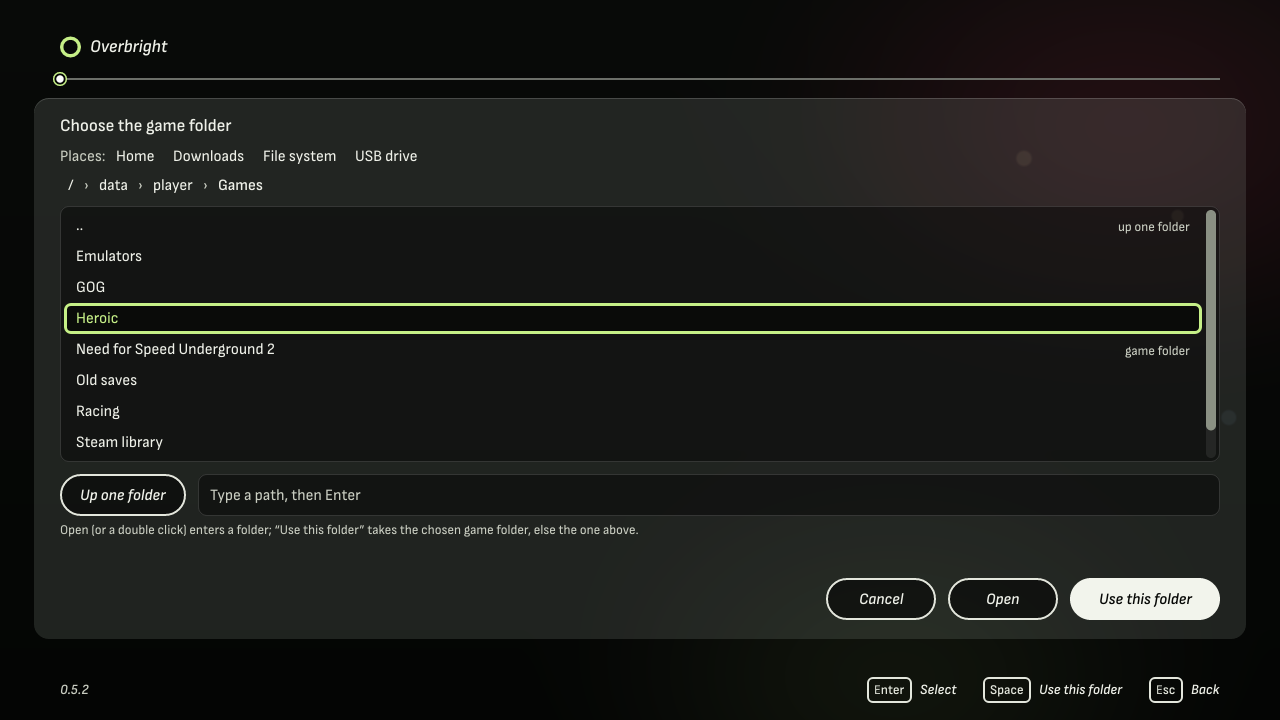 Overbright
Choose the game folder
Places: Home Downloads File system USB drive
/ › data › player › Games
.. up one folder
Emulators
GOG
Heroic
Need for Speed Underground 2 game folder
Old saves
Racing
Steam library
Up one folder Type a path, then Enter
Open (or a double click) enters a folder; “Use this folder” takes the chosen game folder, else the one above.
Cancel Open Use this folder
0.5.2 Enter Select Space Use this folder Esc Back